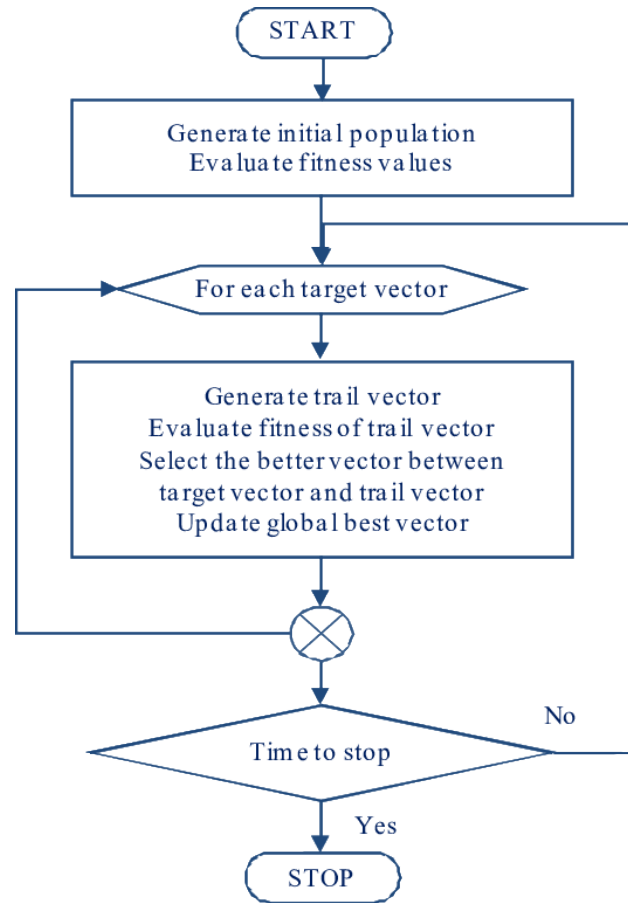 START
Generate initial population
Evaluate fitness values
For each target vector
Generate trail vector
Evaluate fitness of trail vector
Select the better vector between
target vector and trail vector
Update global best vector
No
Time to stop
Yes
STOP